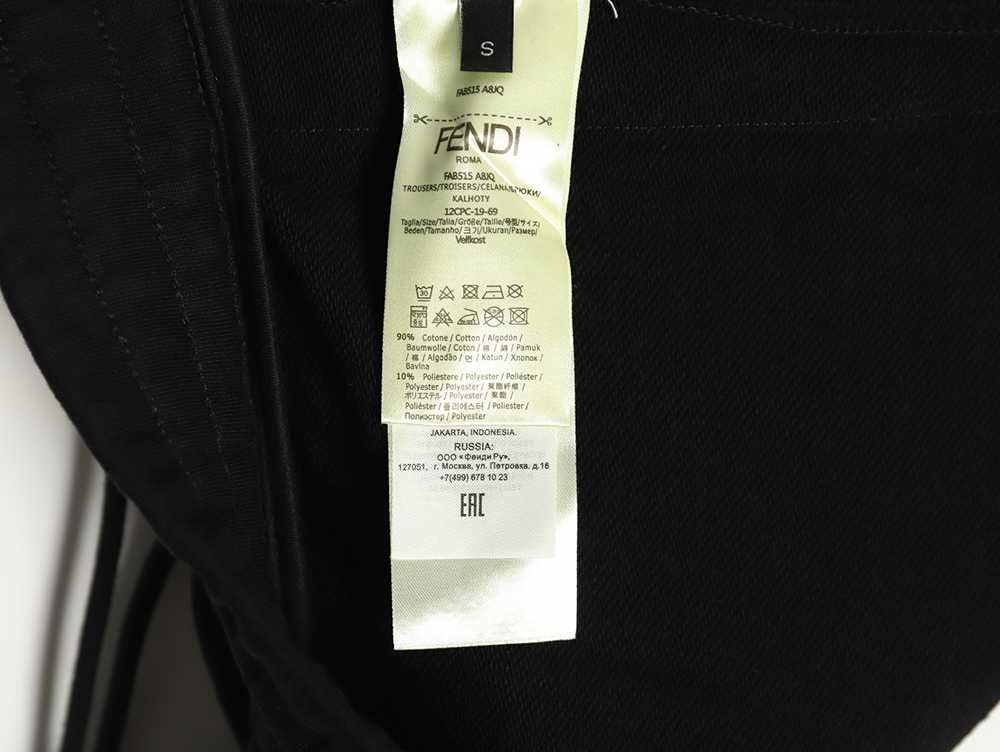 S
FAB515 A8JQ
FENDI
ROMA
FAB515 A8JQ
TROUSERS/TROISERS/CELANA/БРЮКИ/
KALHOTY
12CPC-19-69
Taglia/Size/Talla/Größe/Taille/号型/サイズ/
Beden/Tamanho/크기/Ukuran/Размер/
Velfkost
30
90% Cotone / Cotton / Algodón /
Baumwolle / Coton / 棉 / 綿 / Pamuk
/ 棉 / Algodão / 면 / Katun / Хлопок /
Bavlna
10% Poliestere / Polyester / Poliéster /
Polyester / Polyester / 聚酯纤维 /
ポリエステル / Polyester / 聚酯 /
Poliéster / 폴리에스터 / Poliester /
Полиэстер / Polyester
JAKARTA, INDONESIA.
RUSSIA:
ООО «Фенди Ру»,
127051, г. Москва, ул. Петровка, д.16
+7(499) 678 10 23
EAC